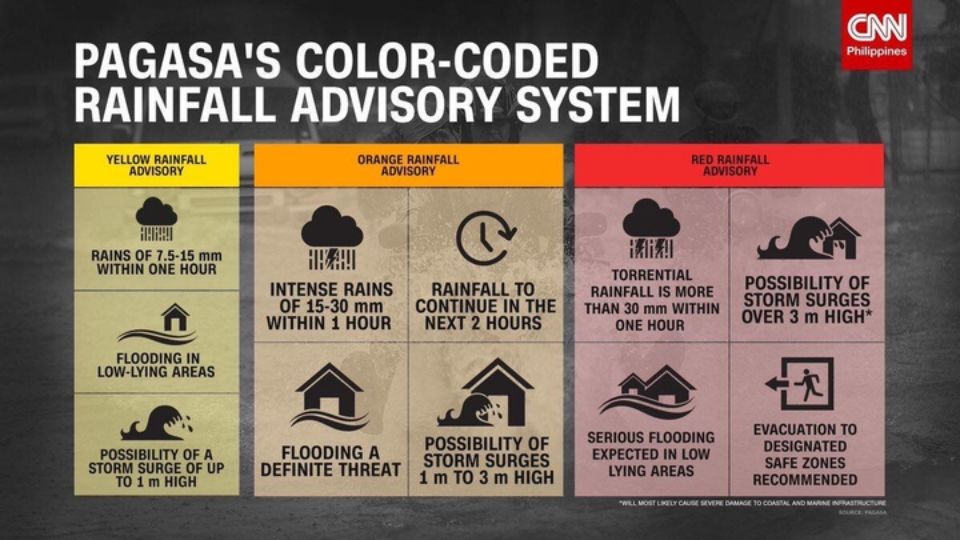 CNN
Philippines
PAGASA'S COLOR-CODED
RAINFALL ADVISORY SYSTEM
YELLOW RAINFALL
ADVISORY
RAINS OF 7.5-15 mm
WITHIN ONE HOUR
FLOODING IN
LOW-LYING AREAS
POSSIBILITY OF A
STORM SURGE OF UP
TO 1 m HIGH
ORANGE RAINFALL
ADVISORY
INTENSE RAINS
OF 15-30 mm
WITHIN 1 HOUR
RAINFALL TO
CONTINUE IN THE
NEXT 2 HOURS
FLOODING A
DEFINITE THREAT
POSSIBILITY OF
STORM SURGES
1 m TO 3 m HIGH
RED RAINFALL
ADVISORY
TORRENTIAL
RAINFALL IS MORE
THAN 30 mm WITHIN
ONE HOUR
POSSIBILITY OF
STORM SURGES
OVER 3 m HIGH*
SERIOUS FLOODING
EXPECTED IN LOW
LYING AREAS
EVACUATION TO
DESIGNATED
SAFE ZONES
RECOMMENDED
*WILL MOST LIKELY CAUSE SEVERE DAMAGE TO COASTAL AND MARINE INFRASTRUCTURE
SOURCE: PAGASA